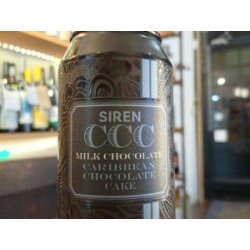 SIREN
CCC
MILK CHOCOLATE
CARIBBEAN
CHOCOLATE
CAKE